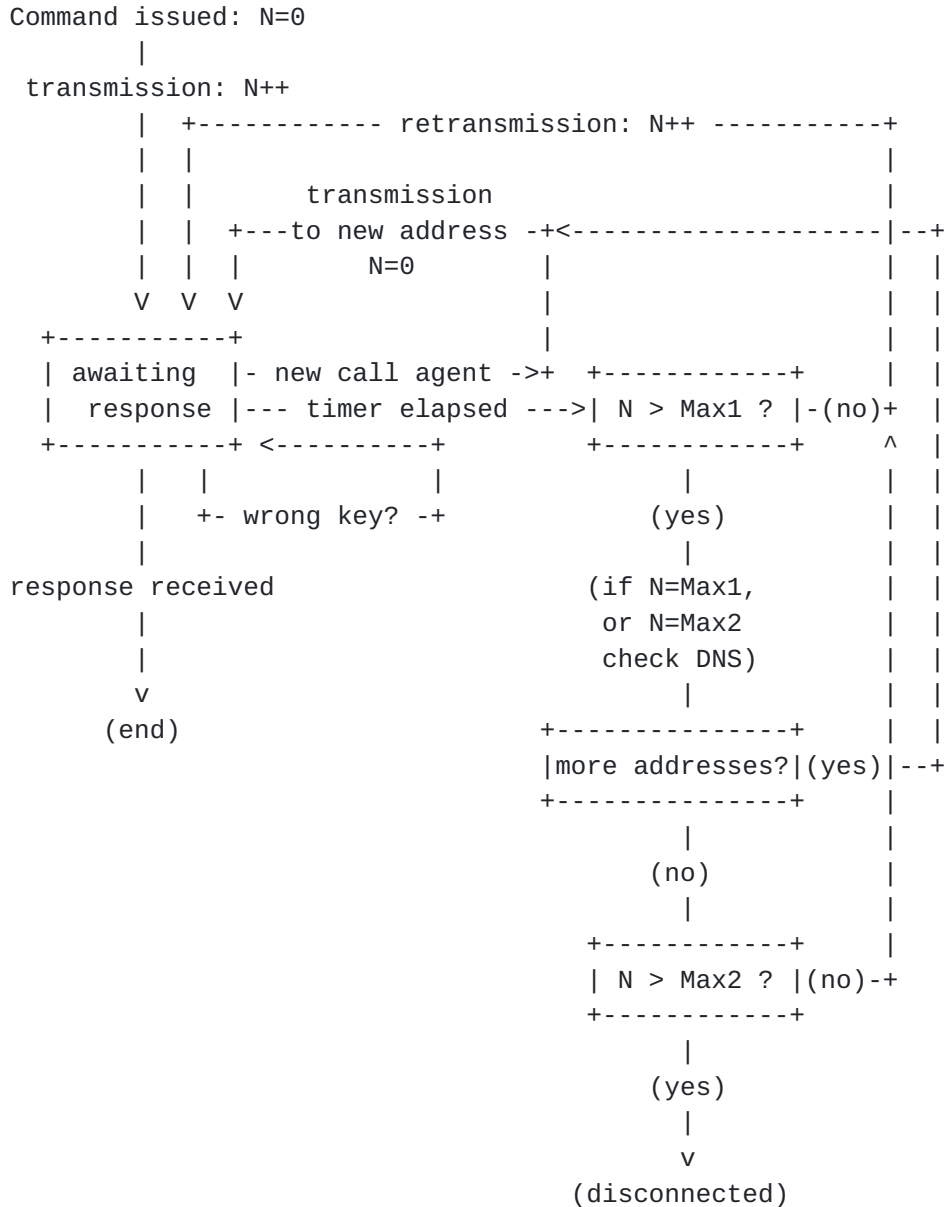 Command issued: N=0
transmission: N++
retransmission: N++
transmission
to new address
N=0
awaiting
new call agent
N > Max1 ?
(no)
response
timer elapsed
wrong key?
(yes)
response received
(if N=Max1,
or N=Max2
check DNS)
(end)
more addresses?
(yes)
(no)
N > Max2 ?
(no)
(yes)
(disconnected)